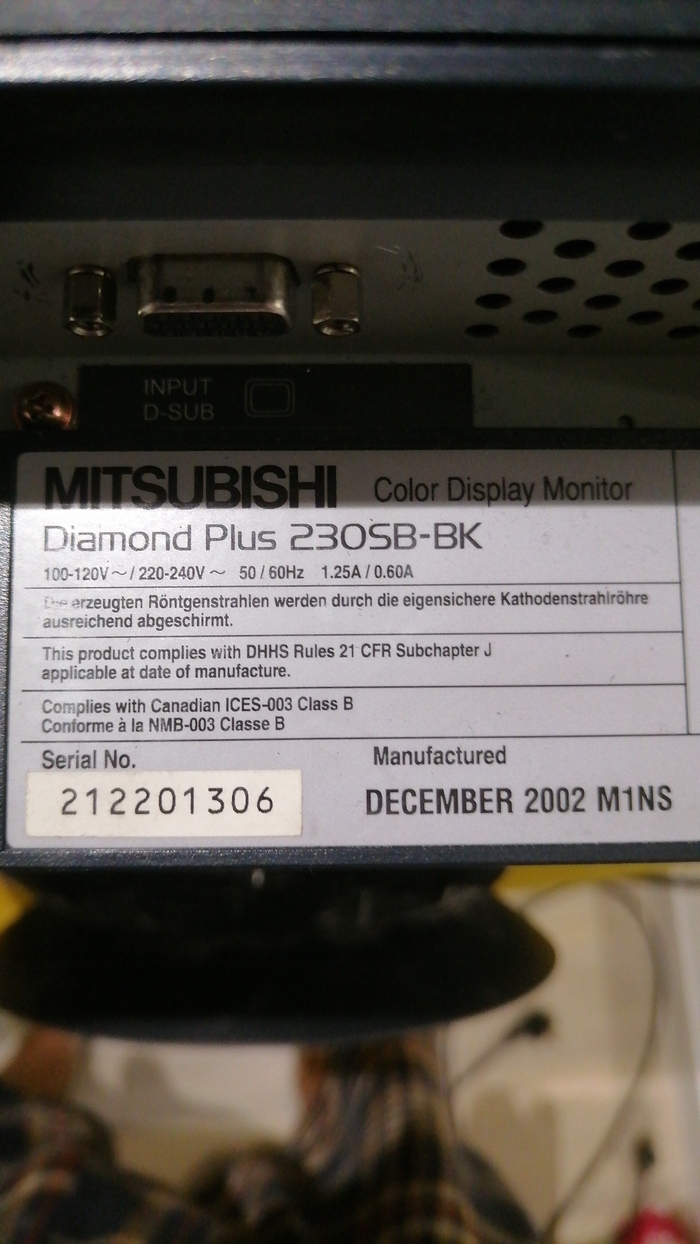 INPUT
D-SUB
MITSUBISHI Color Display Monitor
Diamond Plus 230SB-BK
100-120V～/ 220-240V～ 50 / 60Hz 1.25A / 0.60A
Die erzeugten Röntgenstrahlen werden durch die eigensichere Kathodenstrahlröhre
ausreichend abgeschirmt.
This product complies with DHHS Rules 21 CFR Subchapter J
applicable at date of manufacture.
Complies with Canadian ICES-003 Class B
Conforme à la NMB-003 Classe B
Serial No. Manufactured
212201306 DECEMBER 2002 M1NS